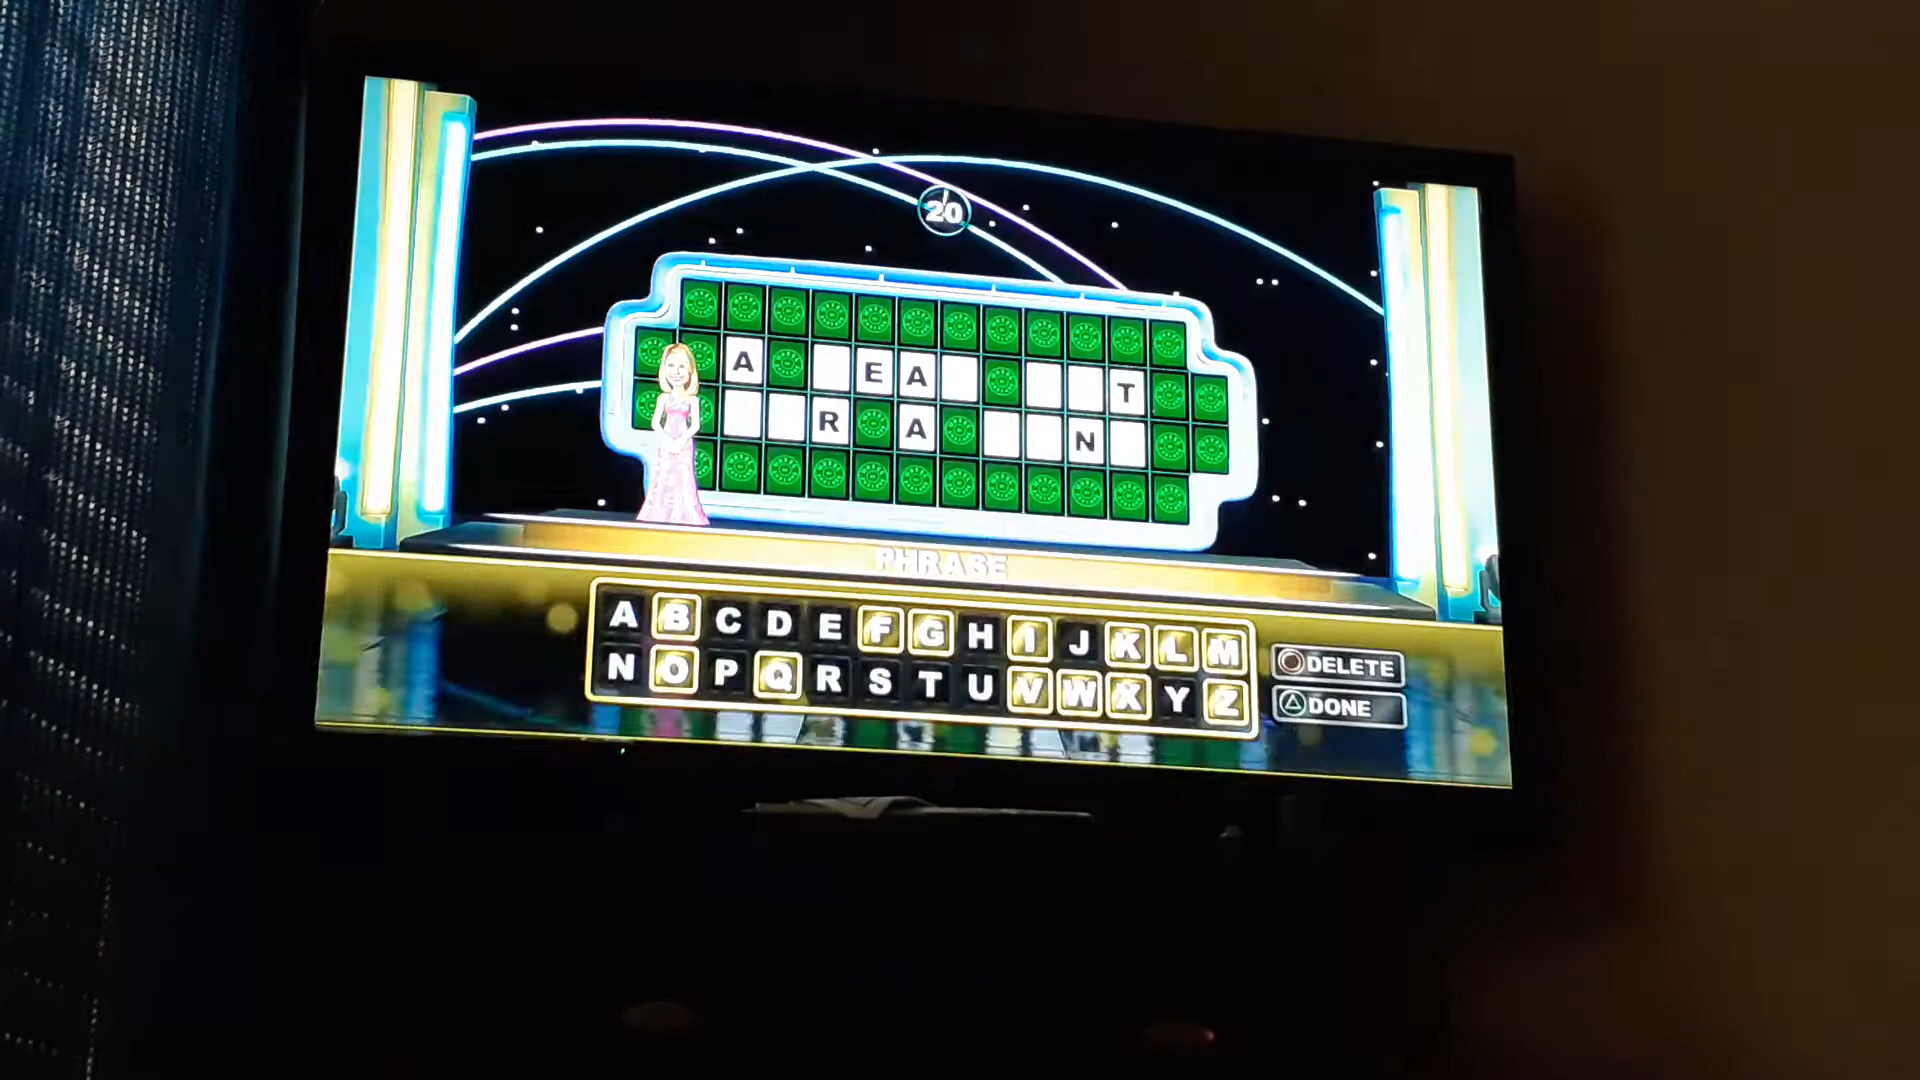 20
A EA T
R A N
PHRASE
A B C D E F G H I J K L M
N O P Q R S T U V W X Y Z
DELETE
DONE